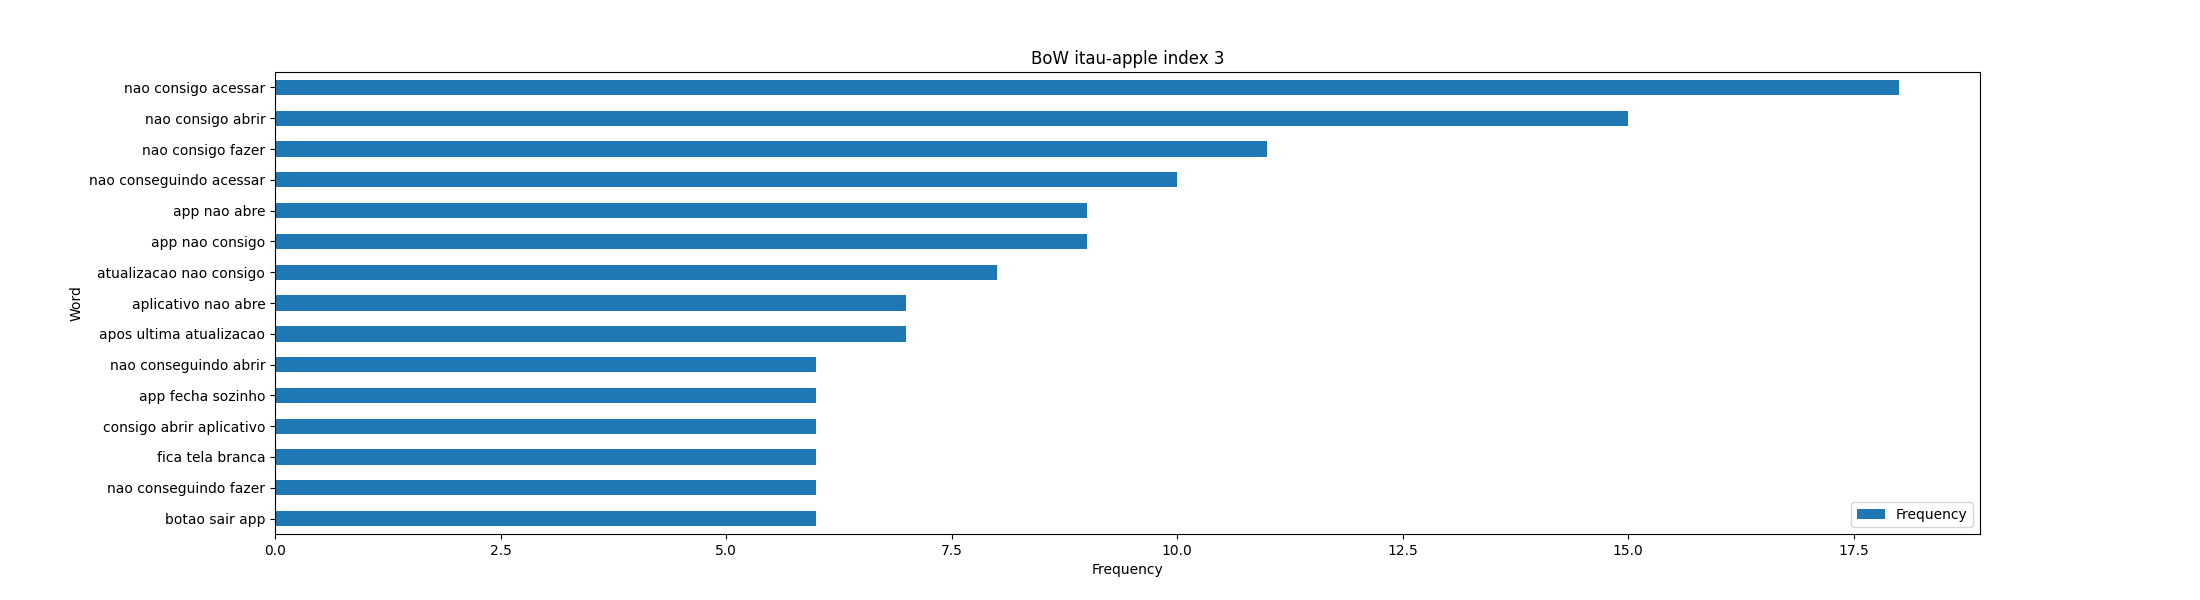 BoW itau-apple index 3
nao consigo acessar
nao consigo abrir
nao consigo fazer
nao conseguindo acessar
app nao abre
app nao consigo
atualizacao nao consigo
aplicativo nao abre
apos ultima atualizacao
nao conseguindo abrir
app fecha sozinho
consigo abrir aplicativo
fica tela branca
nao conseguindo fazer
botao sair app
Word
Frequency
0.0 2.5 5.0 7.5 10.0 12.5 15.0 17.5
Frequency